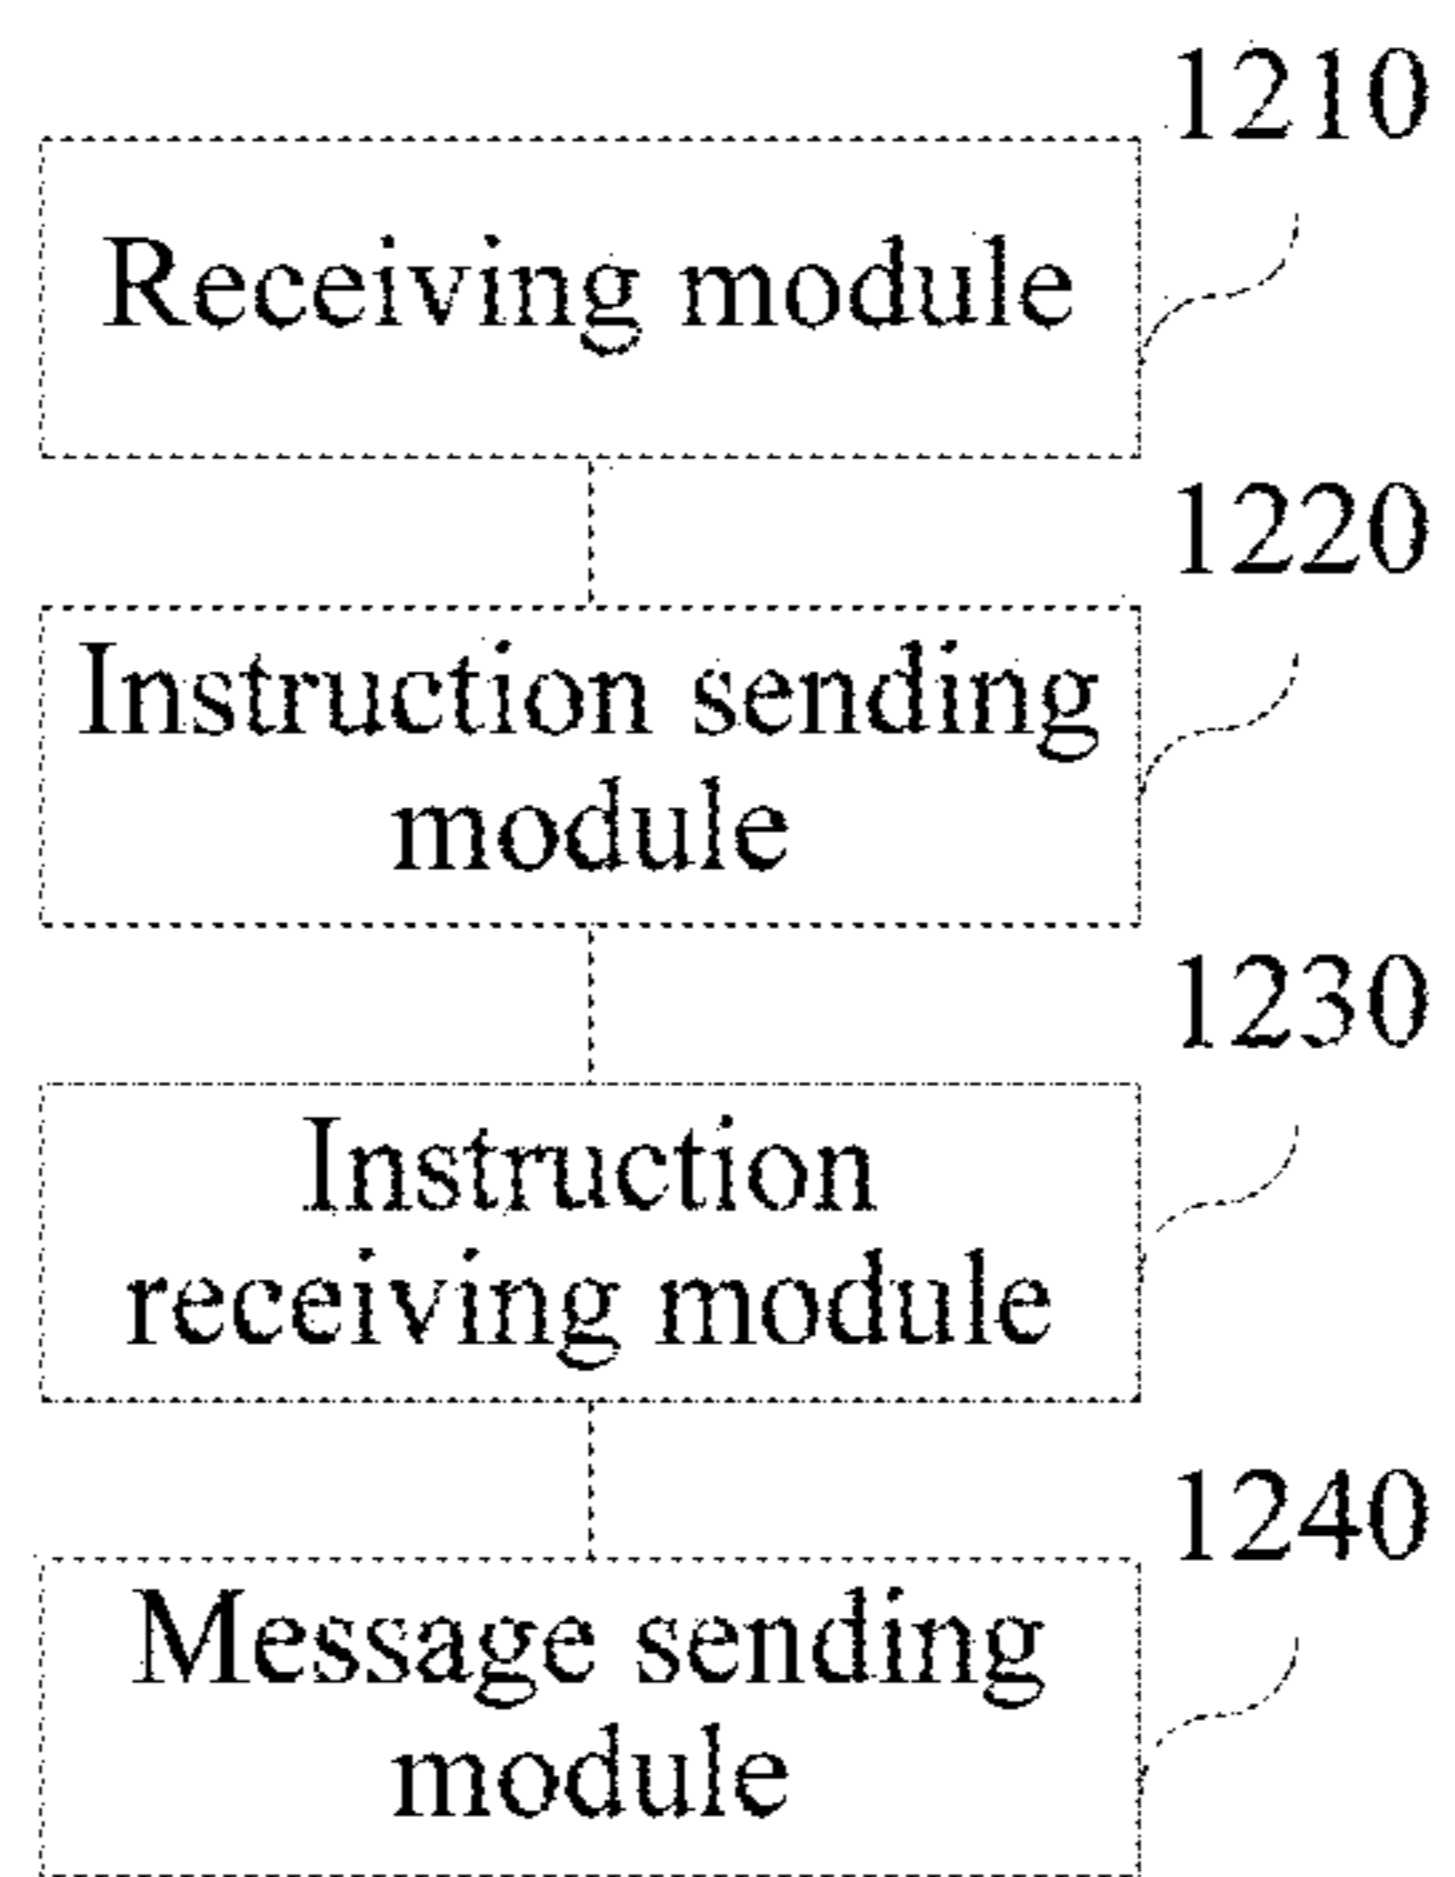 1210
Receiving module
1220
Instruction sending
module
1230
Instruction
receiving module
1240
Message sending
module